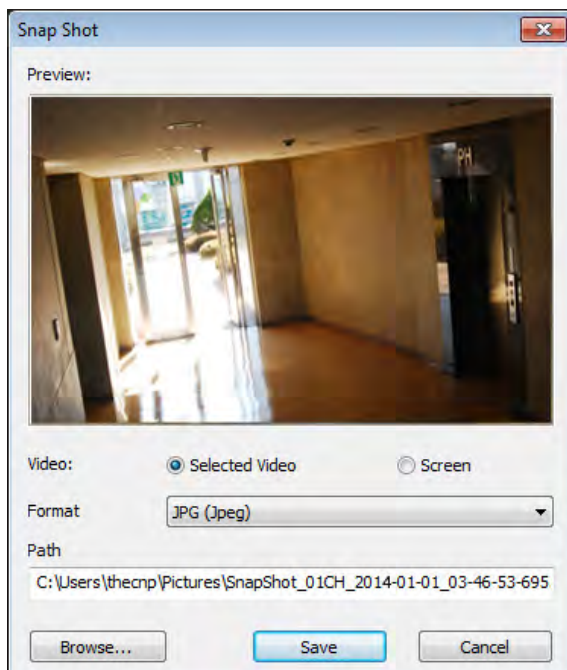 Snap Shot
Preview:
PH
Video: Selected Video Screen
Format JPG (Jpeg)
Path
C:\Users\thecnp\Pictures\SnapShot_01CH_2014-01-01_03-46-53-695
Browse... Save Cancel